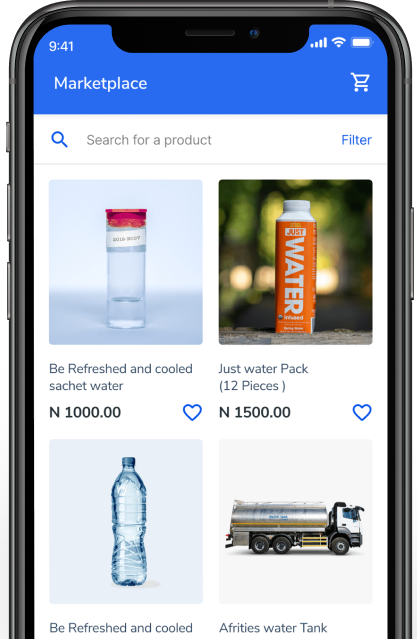 9:41
Marketplace
Search for a product
Filter
JUST
WATER
infused
Be Refreshed and cooled
sachet water
N 1000.00
Just water Pack
(12 Pieces )
N 1500.00
Be Refreshed and cooled
Afrities water Tank